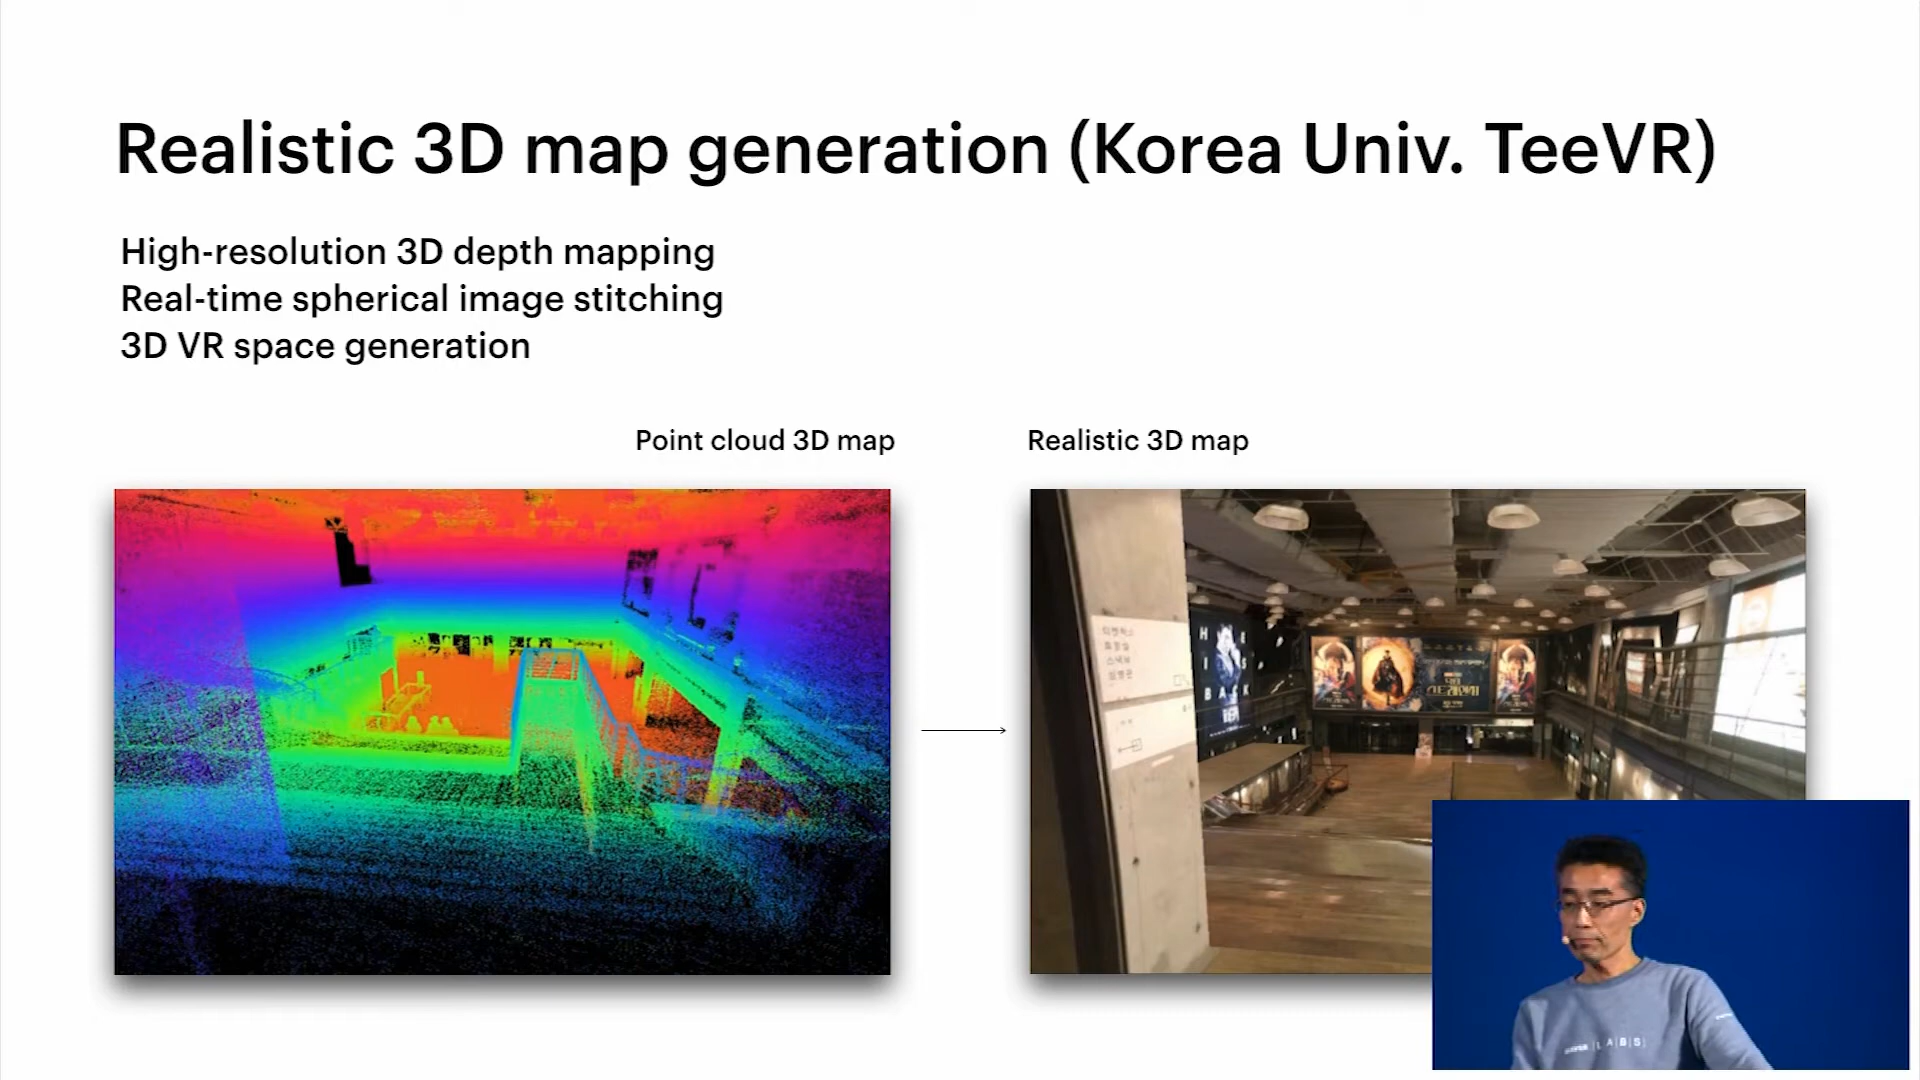 Realistic 3D map generation (Korea Univ. TeeVR)
High-resolution 3D depth mapping
Real-time spherical image stitching
3D VR space generation
Point cloud 3D map
Realistic 3D map
H E
I S
B A C K
LABS